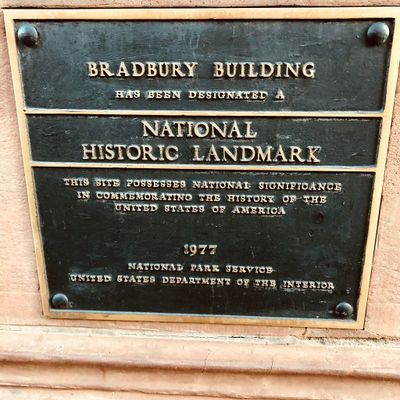 BRADBURY BUILDING
HAS BEEN DESIGNATED A
NATIONAL
HISTORIC LANDMARK
THIS SITE POSSESSES NATIONAL SIGNIFICANCE
IN COMMEMORATING THE HISTORY OF THE
UNITED STATES OF AMERICA
1977
NATIONAL PARK SERVICE
UNITED STATES DEPARTMENT OF THE INTERIOR